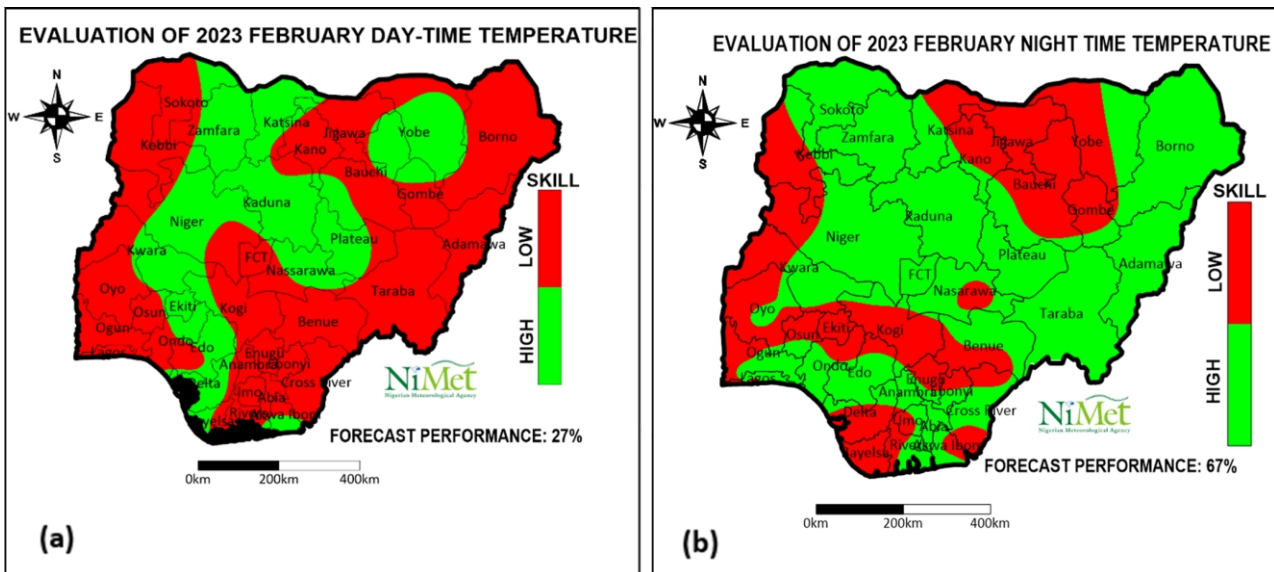 EVALUATION OF 2023 FEBRUARY DAY-TIME TEMPERATURE
N
W
E
S
Sokoto
Zamfara
Katsina
Jigawa
Yobe
Borno
Kebbi
Kano
Bauchi
Gombe
Kaduna
Niger
Plateau
Adamawa
Kwara
FCT
Nassarawa
Taraba
Oyo
Ekiti
Kogi
Osun
Benue
Ogun
Ondo
Edo
Lagos
Enugu
Anambra
Ebonyi
Delta
Cross River
Imo
Abia
Rivers
Akwa Ibom
SKILL
LOW
HIGH
NiMet
Nigerian Meteorological Agency
FORECAST PERFORMANCE: 27%
0km
200km
400km
(a)
EVALUATION OF 2023 FEBRUARY NIGHT TIME TEMPERATURE
N
W
E
S
Sokoto
Zamfara
Katsina
Jigawa
Yobe
Borno
Kebbi
Kano
Bauchi
Gombe
Kaduna
Niger
Plateau
Adamawa
Kwara
FCT
Nasarawa
Taraba
Oyo
Ekiti
Kogi
Osun
Benue
Ogun
Ondo
Edo
Lagos
Enugu
Anambra
Ebonyi
Delta
Cross River
Imo
Abia
Bayelsa
Rivers
Akwa Ibom
SKILL
LOW
HIGH
NiMet
Nigerian Meteorological Agency
FORECAST PERFORMANCE: 67%
0km
200km
400km
(b)